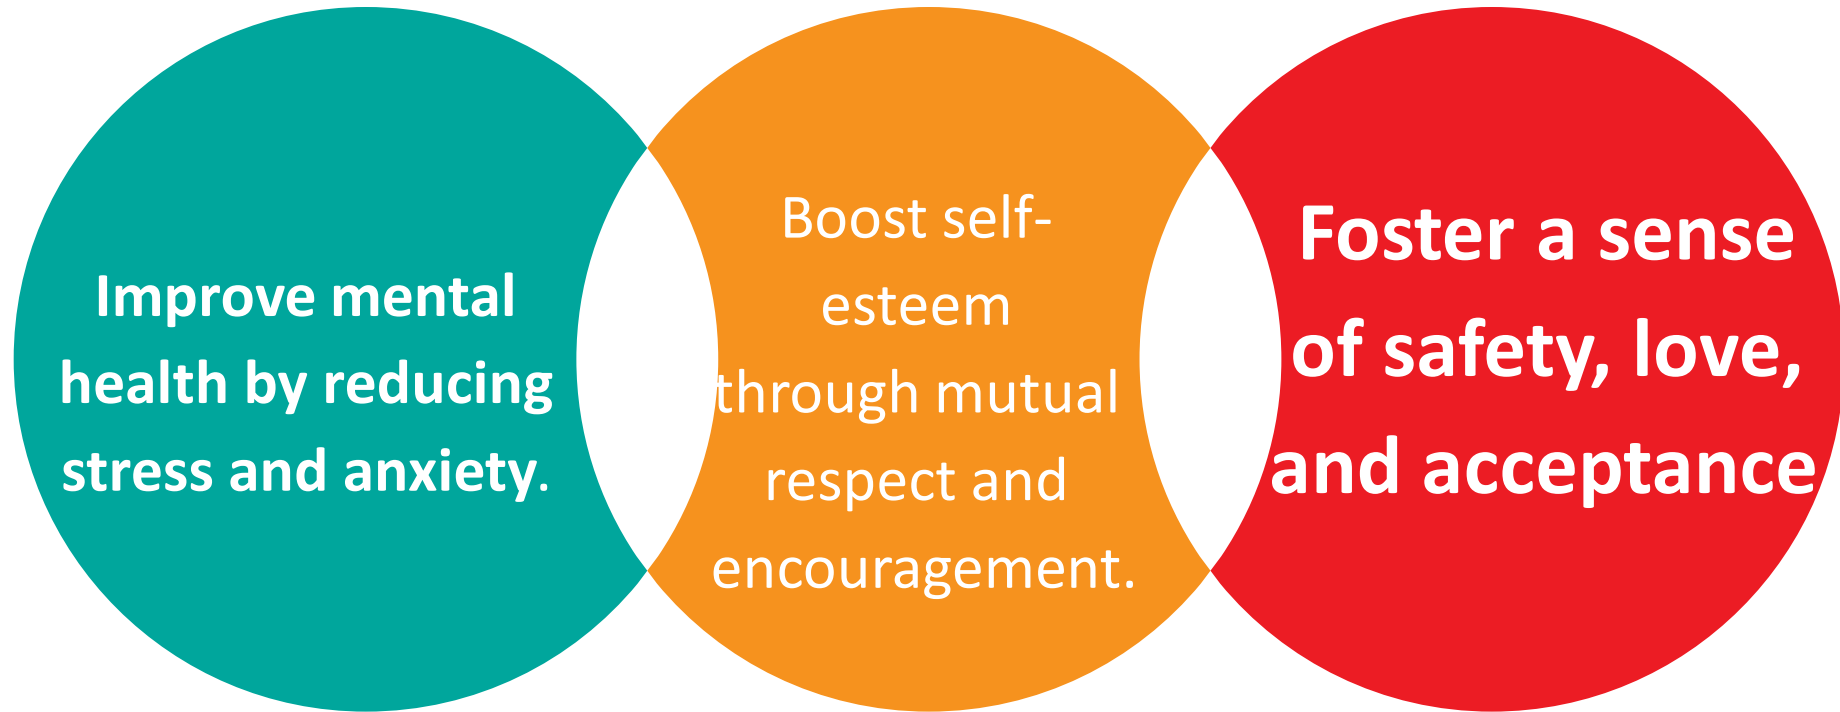 Improve mental
health by reducing
stress and anxiety.
Boost self-
esteem
through mutual
respect and
encouragement.
Foster a sense
of safety, love,
and acceptance